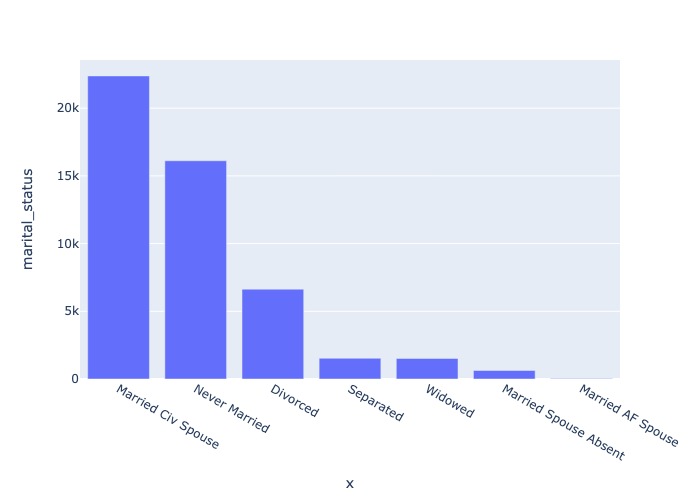 marital_status
20k
15k
10k
5k
0
Married Civ Spouse
Never Married
Divorced
Separated
Widowed
Married Spouse Absent
Married AF Spouse
x